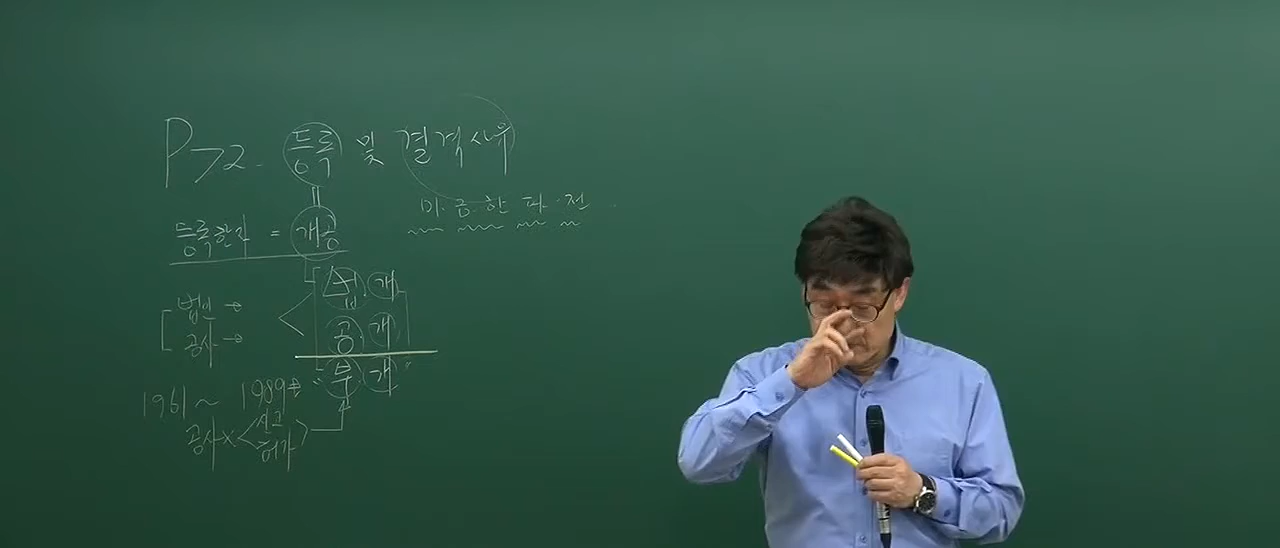 P72. 등록 및 결격사유
미·금·한·파·전
등록한자 = 개공
법인 →
공사 →
법 개
공 개
"부 개"
1961 ~ 1989 →
공사 x < 신고
허가